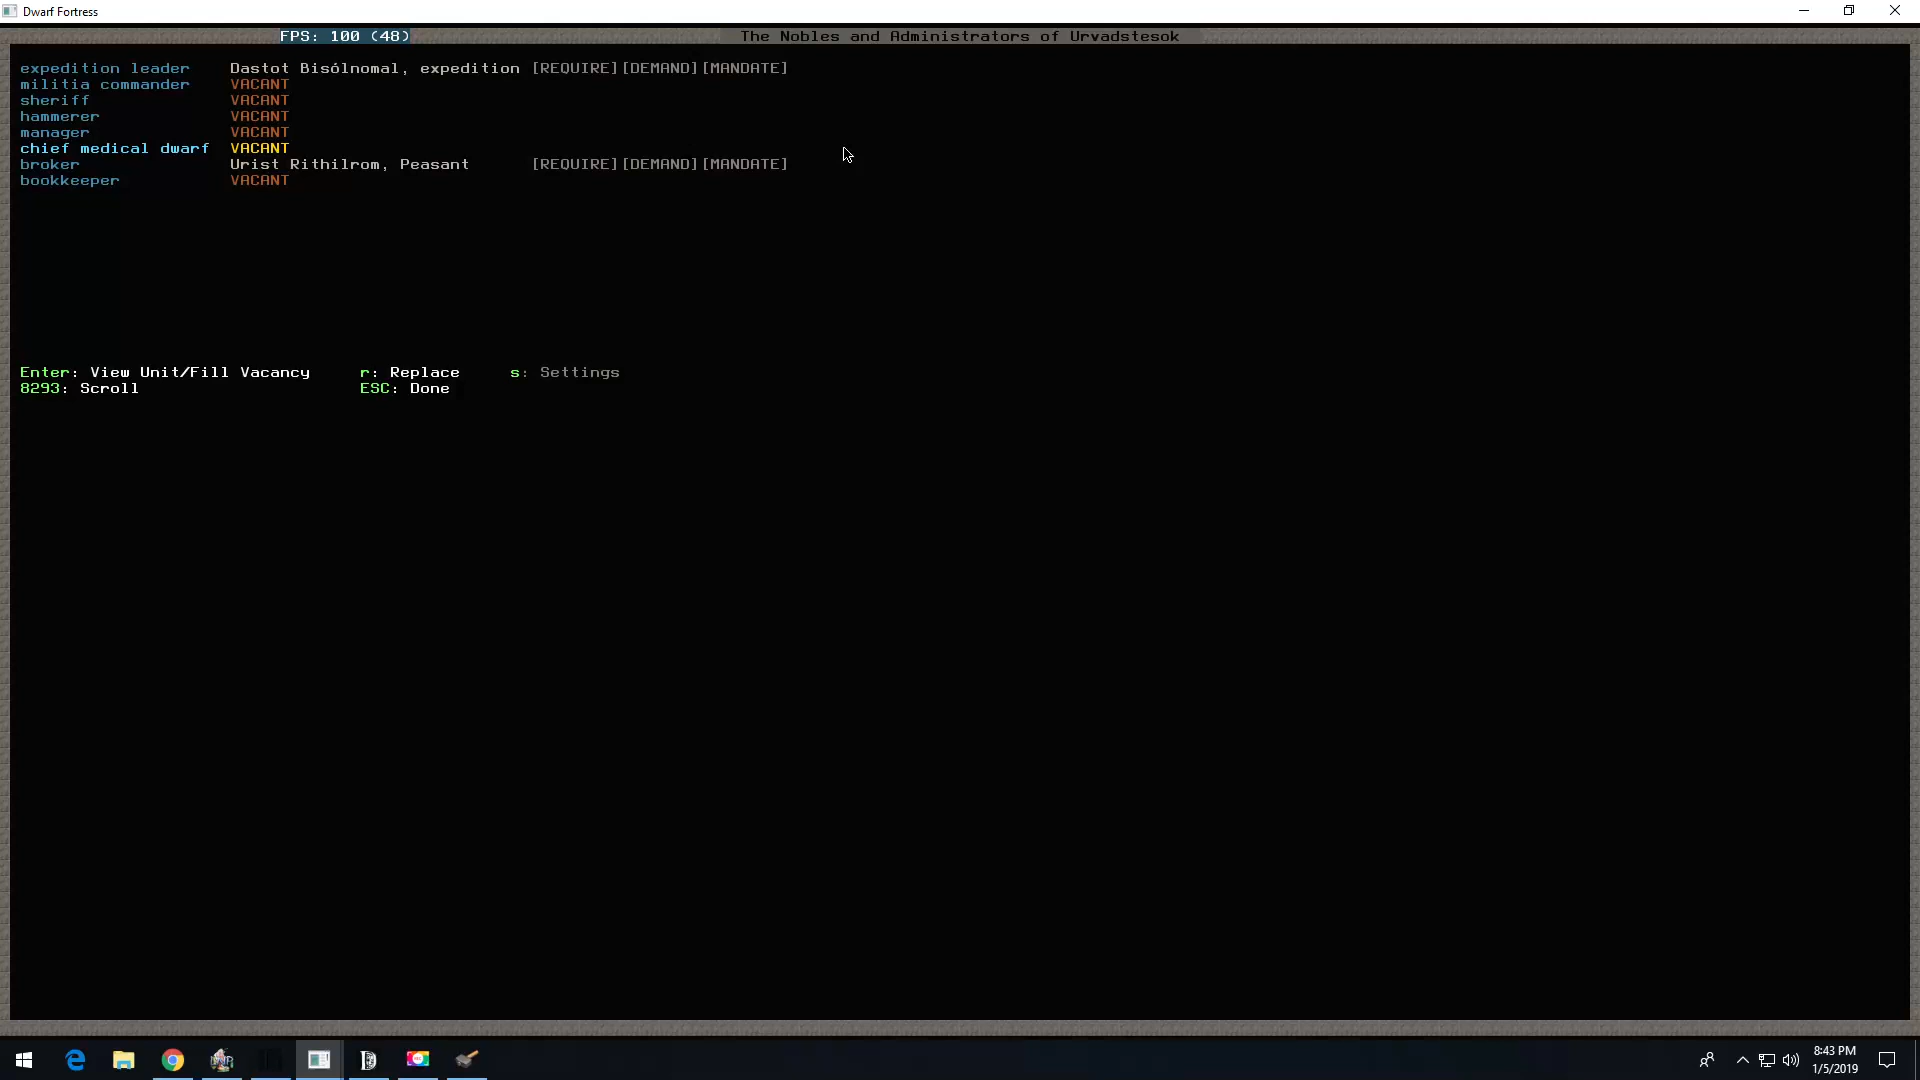 Dwarf Fortress
FPS: 100 (48) The Nobles and Administrators of Urvadstesok
expedition leader Dastot Bisólnomal, expedition [REQUIRE][DEMAND][MANDATE]
militia commander VACANT
sheriff VACANT
hammerer VACANT
manager VACANT
chief medical dwarf VACANT
broker Urist Rithilrom, Peasant [REQUIRE][DEMAND][MANDATE]
bookkeeper VACANT
Enter: View Unit/Fill Vacancy r: Replace s: Settings
8293: Scroll ESC: Done
8:43 PM
1/5/2019